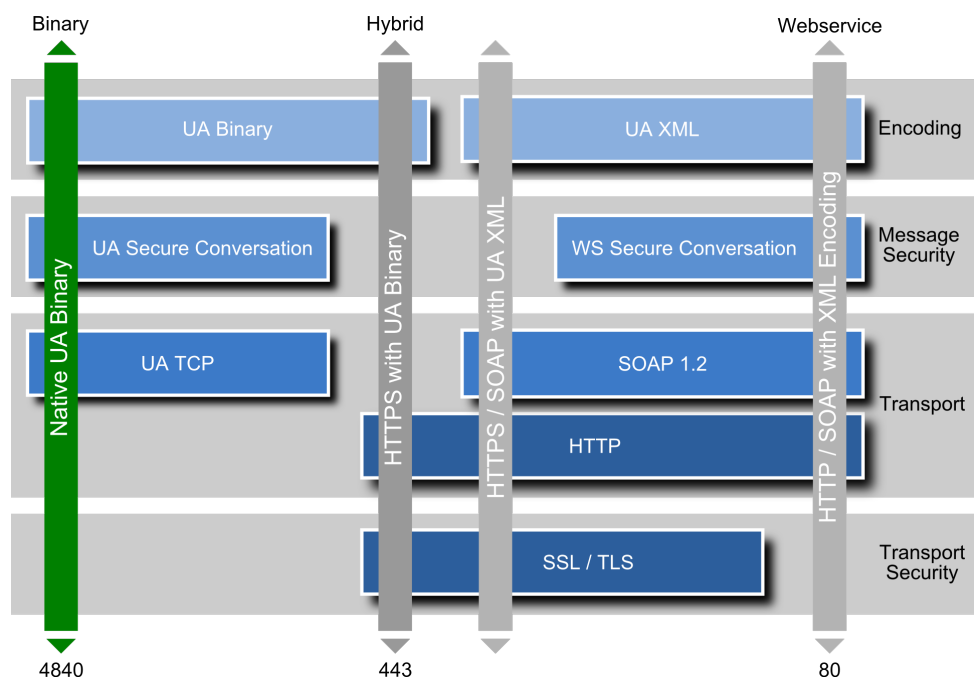 Binary
Hybrid
Webservice
UA Binary
UA XML
Encoding
UA Secure Conversation
WS Secure Conversation
Message
Security
UA TCP
SOAP 1.2
Transport
HTTP
SSL / TLS
Transport
Security
Native UA Binary
HTTPS with UA Binary
HTTPS / SOAP with UA XML
HTTP / SOAP with XML Encoding
4840
443
80